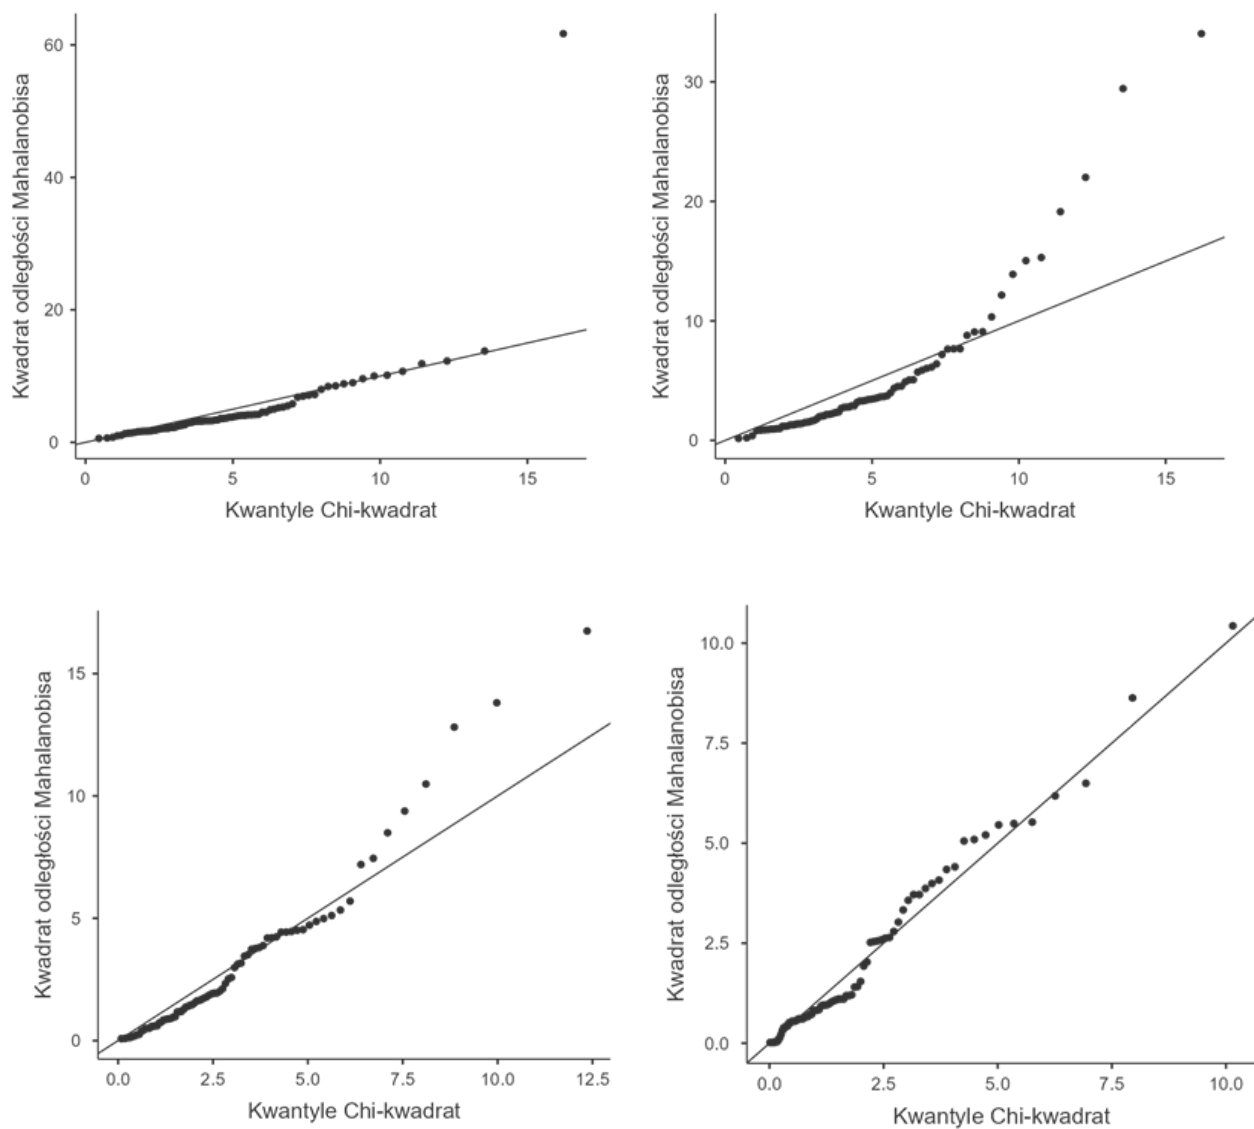 Kwadrat odległości Mahalanobisa
60
40
20
0
0 5 10 15
Kwantyle Chi-kwadrat
Kwadrat odległości Mahalanobisa
30
20
10
0
0 5 10 15
Kwantyle Chi-kwadrat
Kwadrat odległości Mahalanobisa
15
10
5
0
0.0 2.5 5.0 7.5 10.0 12.5
Kwantyle Chi-kwadrat
Kwadrat odległości Mahalanobisa
10.0
7.5
5.0
2.5
0.0
0.0 2.5 5.0 7.5 10.0
Kwantyle Chi-kwadrat